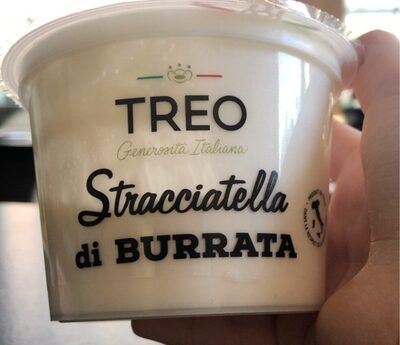 TREO
Generosità Italiana
Stracciatella
di BURRATA